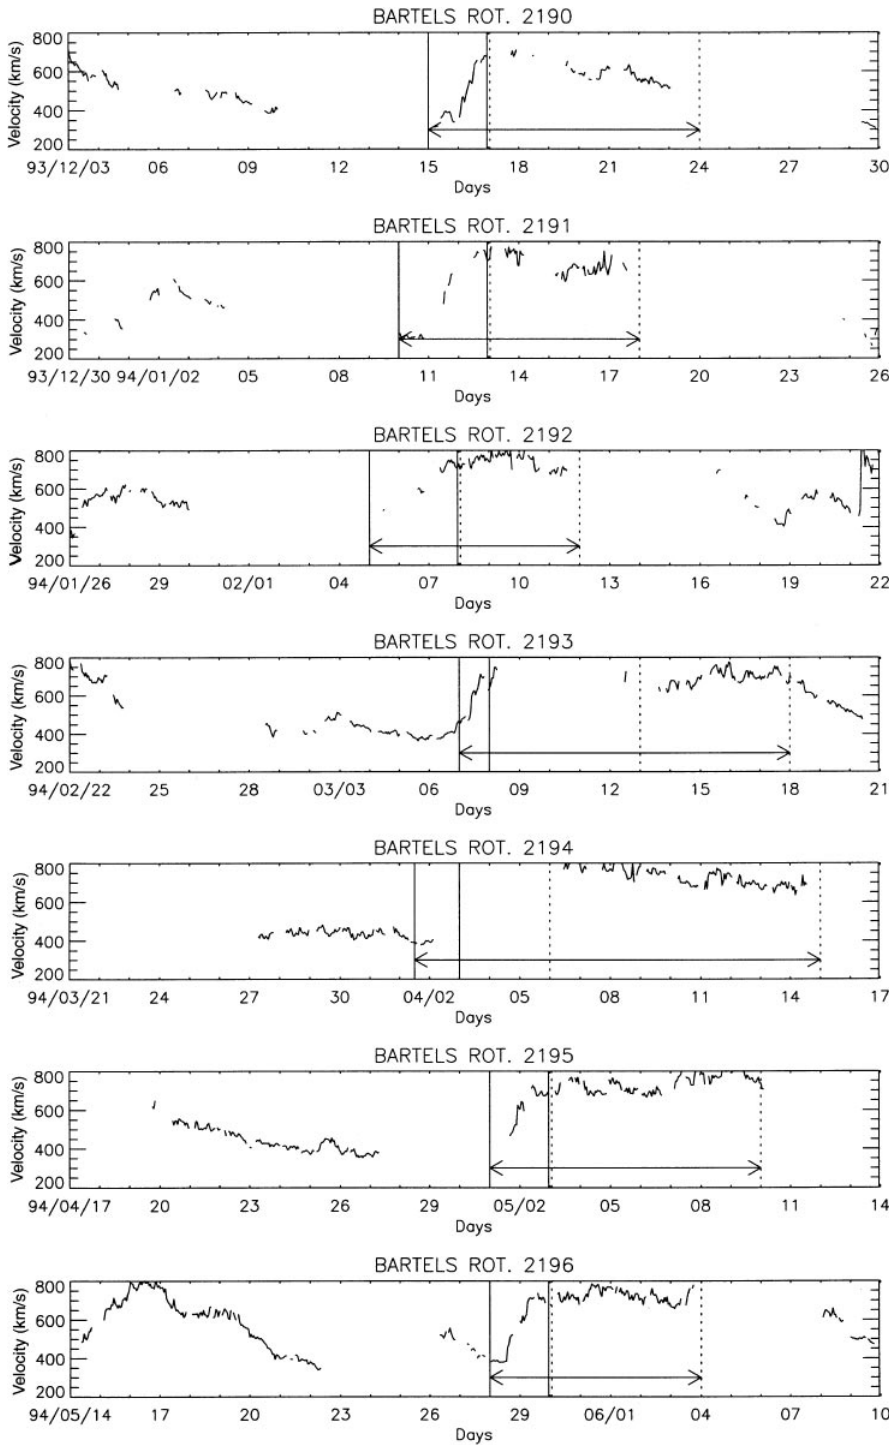 BARTELS ROT. 2190
Velocity (km/s)
800
600
400
200
93/12/03 06 09 12 15 18 21 24 27 30
Days
BARTELS ROT. 2191
Velocity (km/s)
800
600
400
200
93/12/30 94/01/02 05 08 11 14 17 20 23 26
Days
BARTELS ROT. 2192
Velocity (km/s)
800
600
400
200
94/01/26 29 02/01 04 07 10 13 16 19 22
Days
BARTELS ROT. 2193
Velocity (km/s)
800
600
400
200
94/02/22 25 28 03/03 06 09 12 15 18 21
Days
BARTELS ROT. 2194
Velocity (km/s)
800
600
400
200
94/03/21 24 27 30 04/02 05 08 11 14 17
Days
BARTELS ROT. 2195
Velocity (km/s)
800
600
400
200
94/04/17 20 23 26 29 05/02 05 08 11 14
Days
BARTELS ROT. 2196
Velocity (km/s)
800
600
400
200
94/05/14 17 20 23 26 29 06/01 04 07 10
Days